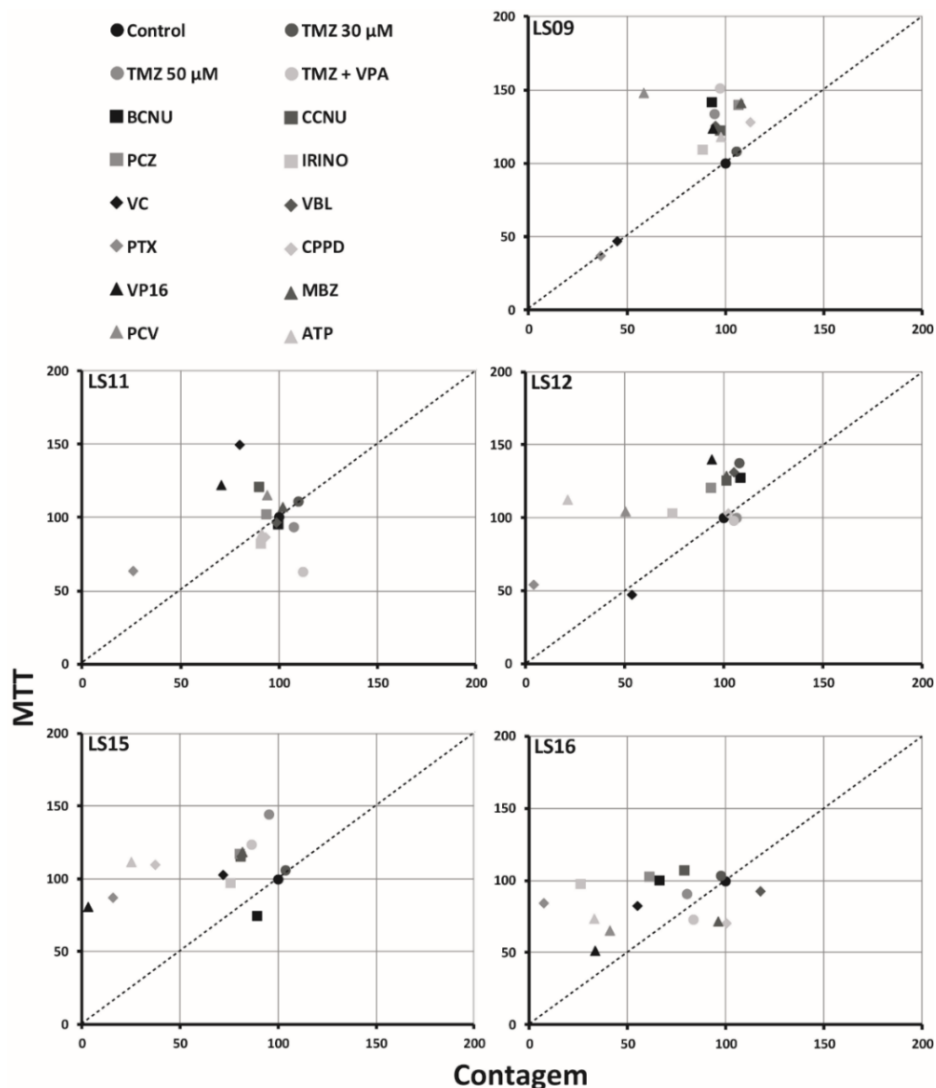 Control TMZ 30 µM
TMZ 50 µM TMZ + VPA
BCNU CCNU
PCZ IRINO
VC VBL
PTX CPPD
VP16 MBZ
PCV ATP
LS09
200
150
100
50
0
0 50 100 150 200
LS11
200
150
100
50
0
0 50 100 150 200
LS12
200
150
100
50
0
0 50 100 150 200
MTT
LS15
200
150
100
50
0
0 50 100 150 200
LS16
200
150
100
50
0
0 50 100 150 200
Contagem